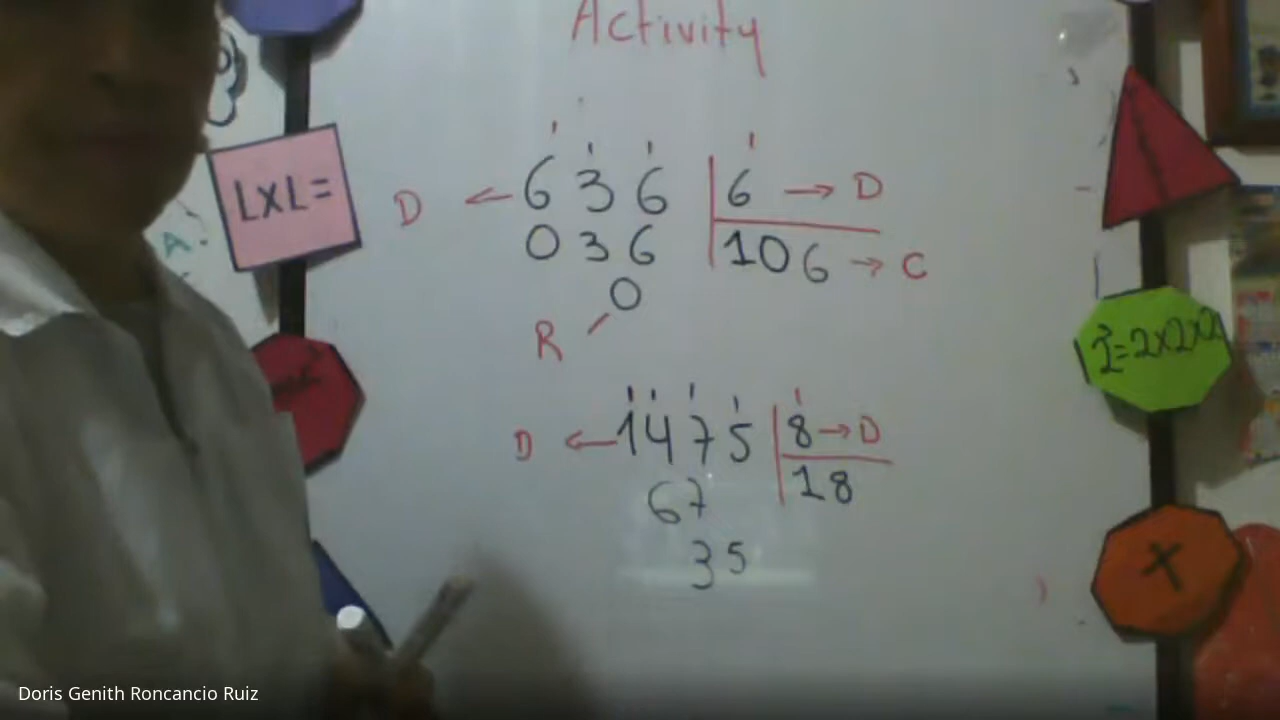 Activity
LXL=
D ← 636 | 6 → D
036 106 → C
0
R
D ← 1475 | 8 → D
67 18
35
X
Doris Genith Roncancio Ruiz